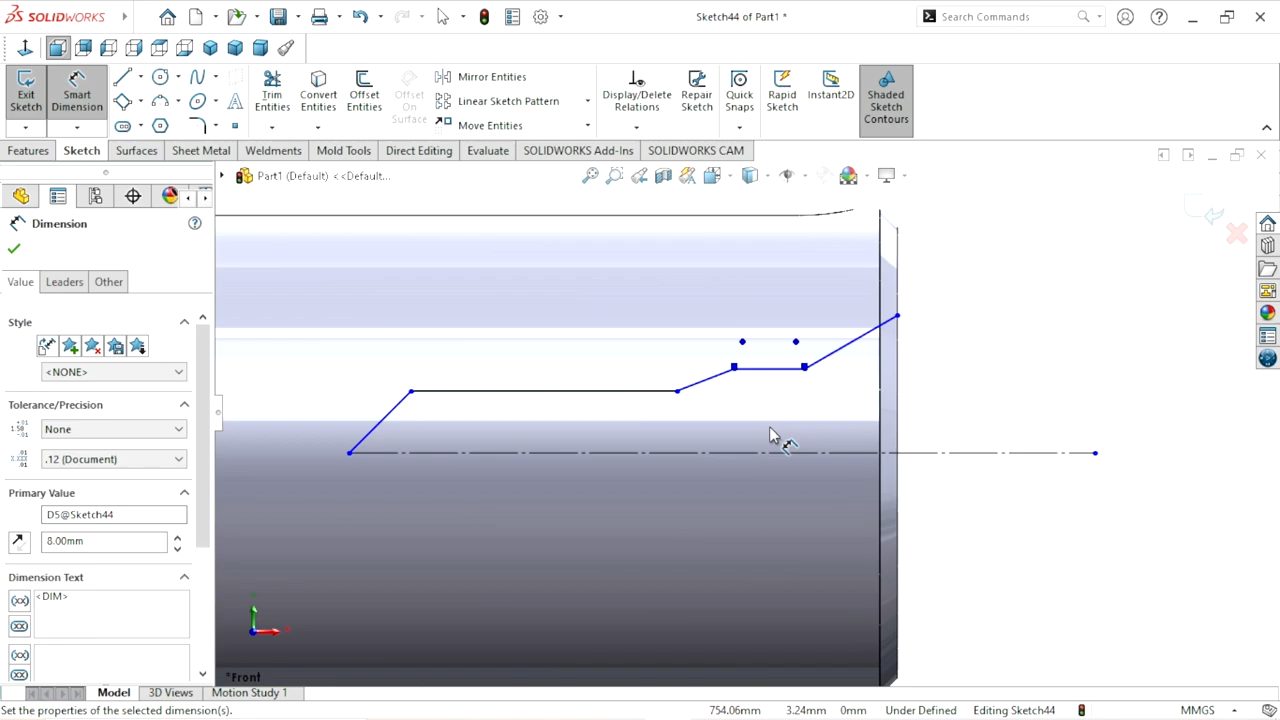 SOLIDWORKS
Sketch44 of Part1 *
Search Commands
Exit Sketch
Smart Dimension
Trim Entities
Convert Entities
Offset Entities
Offset On Surface
Mirror Entities
Linear Sketch Pattern
Move Entities
Display/Delete Relations
Repair Sketch
Quick Snaps
Rapid Sketch
Instant2D
Shaded Sketch Contours
Features
Sketch
Surfaces
Sheet Metal
Weldments
Mold Tools
Direct Editing
Evaluate
SOLIDWORKS Add-Ins
SOLIDWORKS CAM
Part1 (Default) <<Default...
Dimension
Value
Leaders
Other
Style
<NONE>
Tolerance/Precision
None
.12 (Document)
Primary Value
D5@Sketch44
8.00mm
Dimension Text
<DIM>
*Front
Model
3D Views
Motion Study 1
Set the properties of the selected dimension(s).
754.06mm
3.24mm
0mm
Under Defined
Editing Sketch44
MMGS